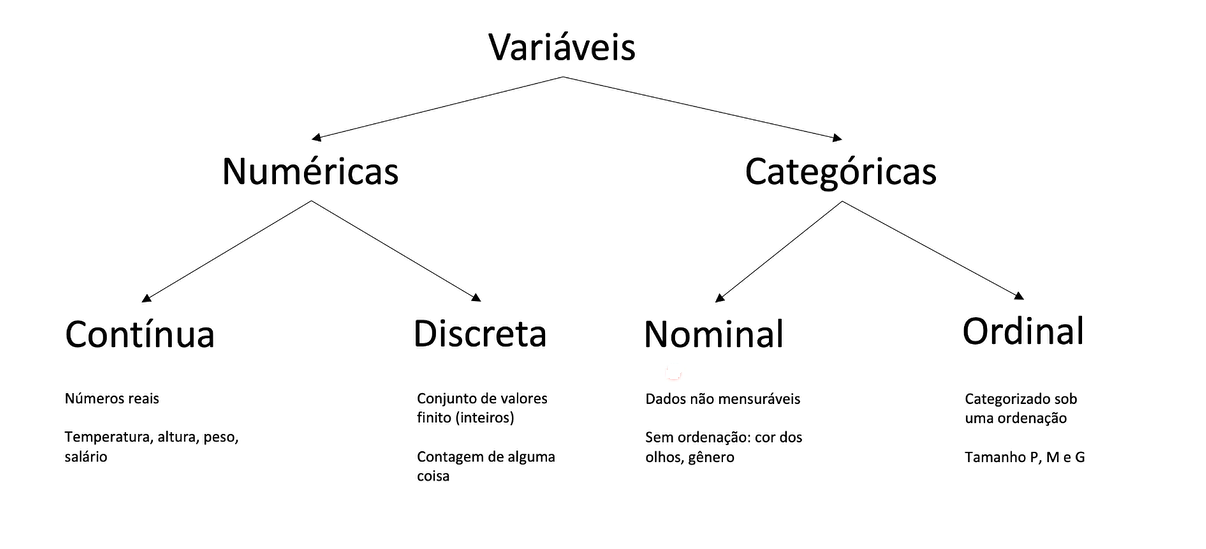 Variáveis
Numéricas
Categóricas
Contínua
Números reais
Temperatura, altura, peso,
salário
Discreta
Conjunto de valores
finito (inteiros)
Contagem de alguma
coisa
Nominal
Dados não mensuráveis
Sem ordenação: cor dos
olhos, gênero
Ordinal
Categorizado sob
uma ordenação
Tamanho P, M e G